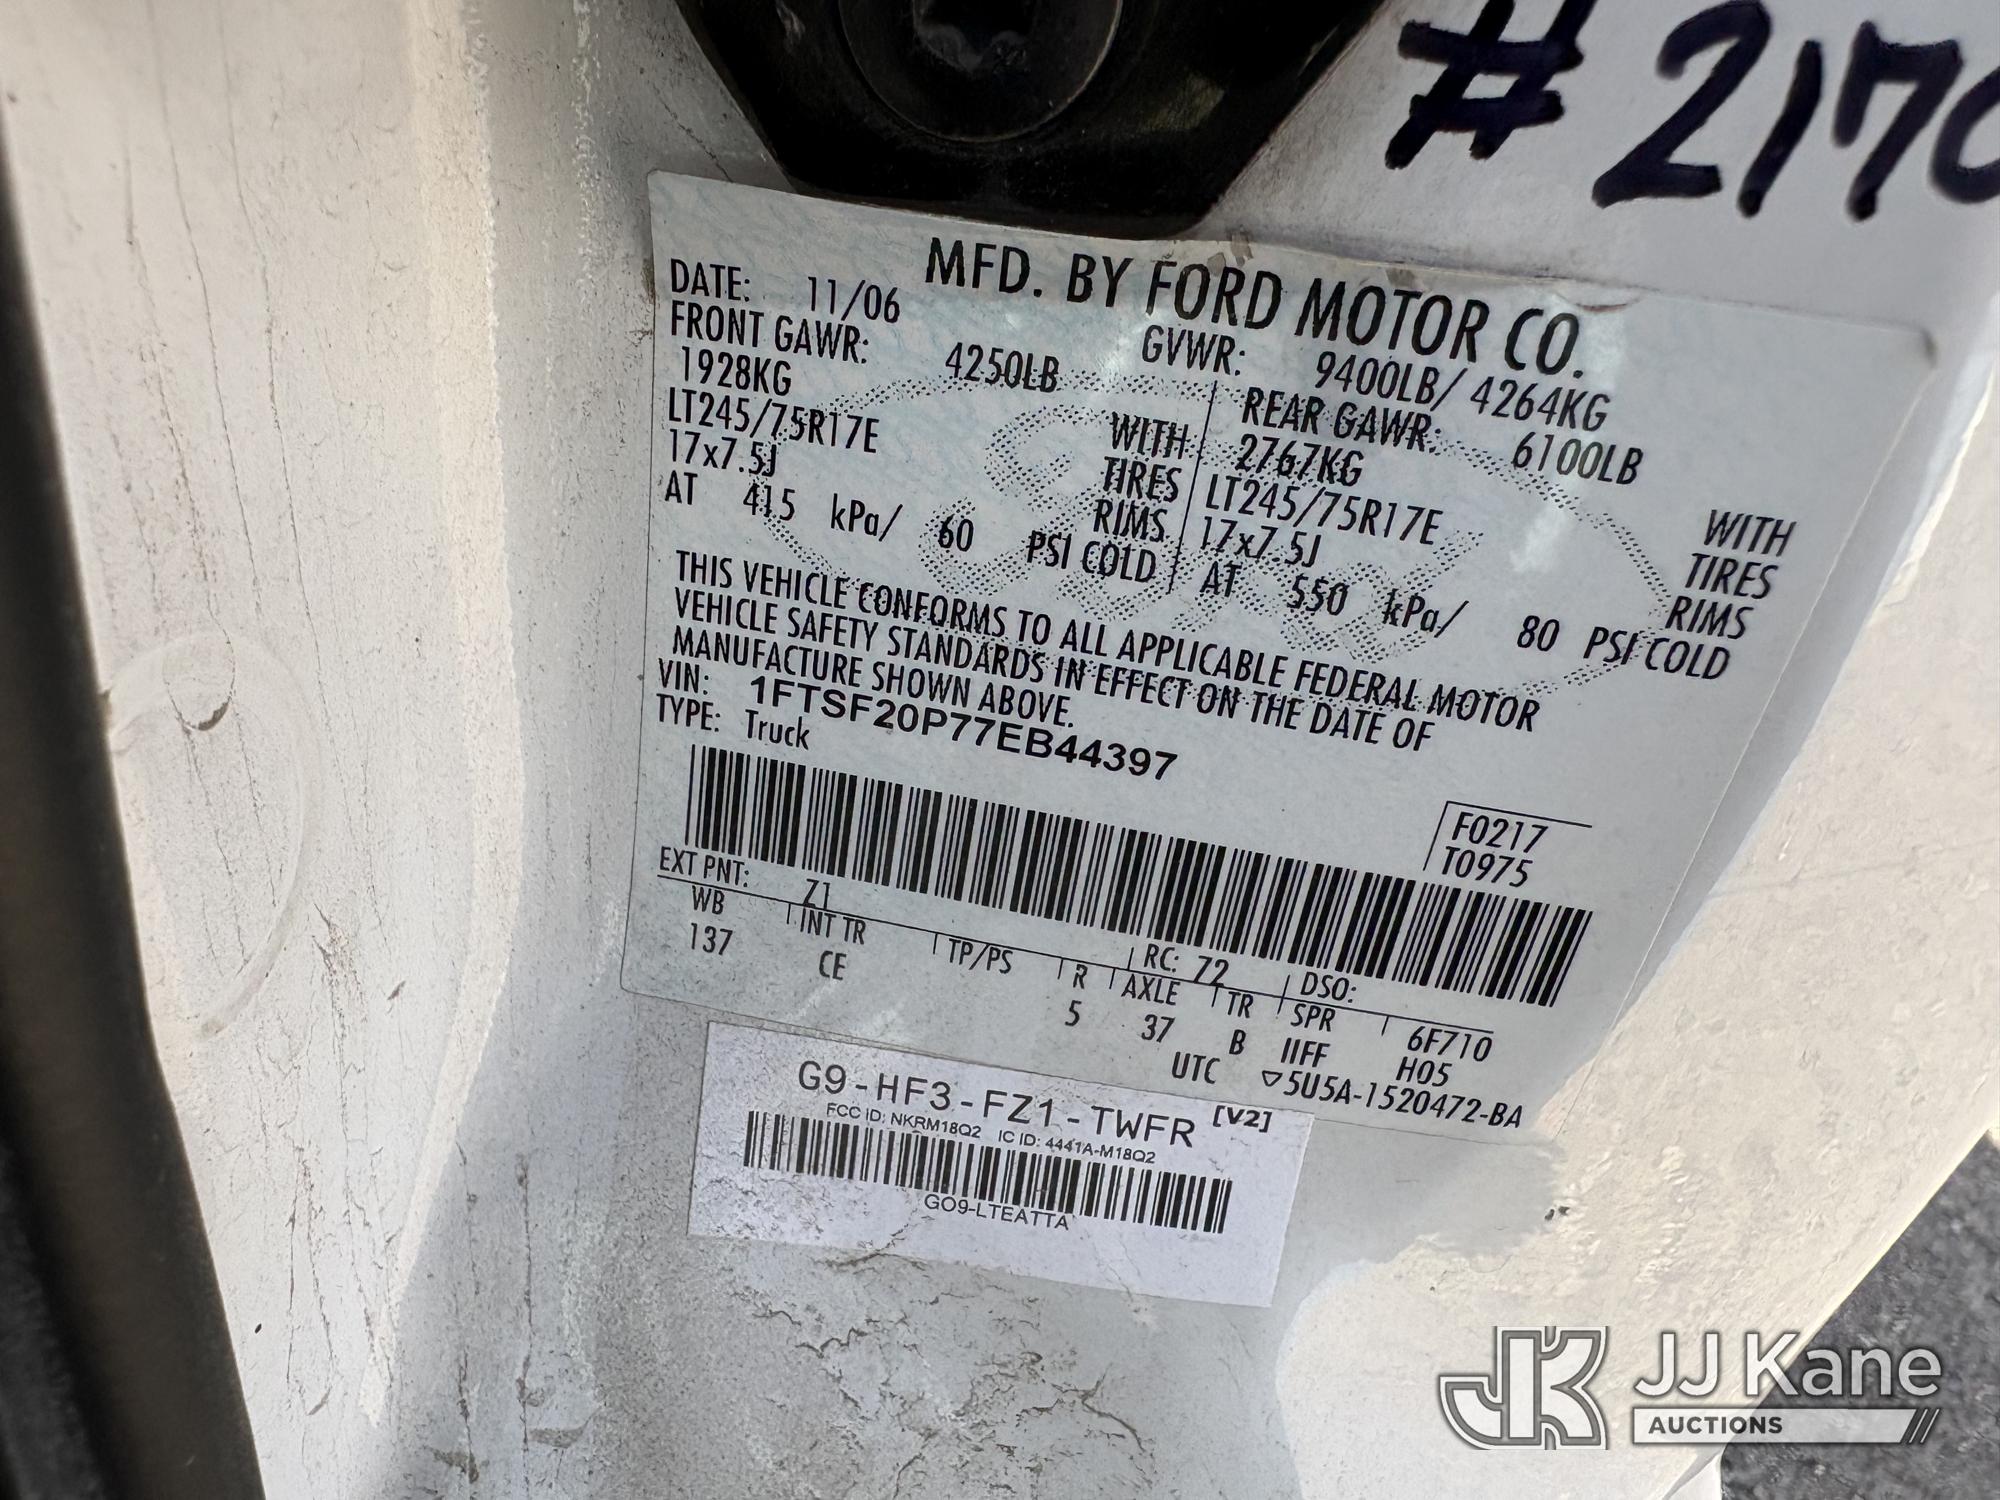 #2170
MFD. BY FORD MOTOR CO.
DATE: 11/06 GVWR: 9400LB/ 4264KG
FRONT GAWR: 4250LB REAR GAWR: 6100LB
1928KG WITH 2767KG WITH
LT245/75R17E TIRES LT245/75R17E TIRES
17x7.5J RIMS 17x7.5J RIMS
AT 415 kPa/ 60 PSI COLD AT 550 kPa/ 80 PSI COLD
THIS VEHICLE CONFORMS TO ALL APPLICABLE FEDERAL MOTOR
VEHICLE SAFETY STANDARDS IN EFFECT ON THE DATE OF
MANUFACTURE SHOWN ABOVE.
VIN: 1FTSF20P77EB44397
TYPE: Truck
F0217
T0975
EXT PNT: Z1 RC: 72 DSO:
WB INT TR TP/PS R AXLE TR SPR 6F710
137 CE 5 37 B IIFF H05
UTC ▽5U5A-1520472-BA
G9-HF3-FZ1-TWFR [V2]
FCC ID: NKRM18Q2 IC ID: 4441A-M18Q2
GO9-LTEATTA
JK JJ Kane
AUCTIONS